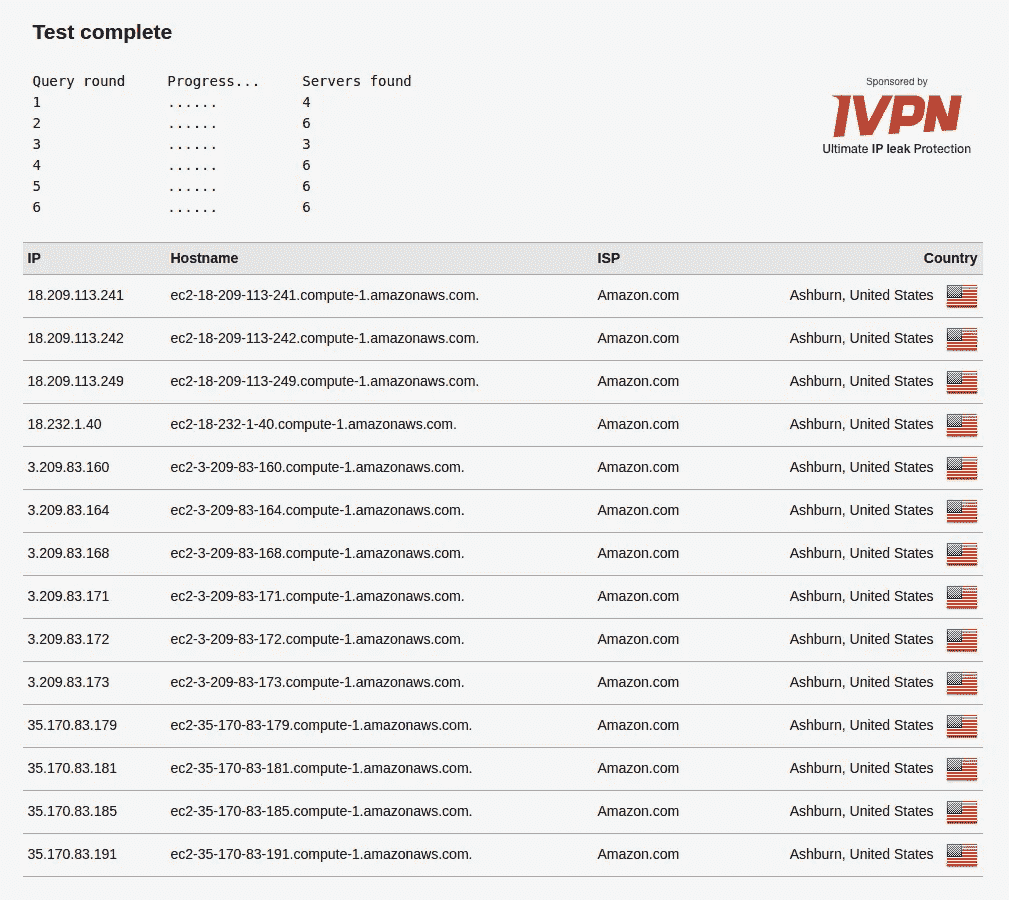 Test complete
Query round Progress... Servers found
1 ...... 4
2 ...... 6
3 ...... 3
4 ...... 6
5 ...... 6
6 ...... 6
Sponsored by
IVPN
Ultimate IP leak Protection
IP Hostname ISP Country
18.209.113.241 ec2-18-209-113-241.compute-1.amazonaws.com. Amazon.com Ashburn, United States
18.209.113.242 ec2-18-209-113-242.compute-1.amazonaws.com. Amazon.com Ashburn, United States
18.209.113.249 ec2-18-209-113-249.compute-1.amazonaws.com. Amazon.com Ashburn, United States
18.232.1.40 ec2-18-232-1-40.compute-1.amazonaws.com. Amazon.com Ashburn, United States
3.209.83.160 ec2-3-209-83-160.compute-1.amazonaws.com. Amazon.com Ashburn, United States
3.209.83.164 ec2-3-209-83-164.compute-1.amazonaws.com. Amazon.com Ashburn, United States
3.209.83.168 ec2-3-209-83-168.compute-1.amazonaws.com. Amazon.com Ashburn, United States
3.209.83.171 ec2-3-209-83-171.compute-1.amazonaws.com. Amazon.com Ashburn, United States
3.209.83.172 ec2-3-209-83-172.compute-1.amazonaws.com. Amazon.com Ashburn, United States
3.209.83.173 ec2-3-209-83-173.compute-1.amazonaws.com. Amazon.com Ashburn, United States
35.170.83.179 ec2-35-170-83-179.compute-1.amazonaws.com. Amazon.com Ashburn, United States
35.170.83.181 ec2-35-170-83-181.compute-1.amazonaws.com. Amazon.com Ashburn, United States
35.170.83.185 ec2-35-170-83-185.compute-1.amazonaws.com. Amazon.com Ashburn, United States
35.170.83.191 ec2-35-170-83-191.compute-1.amazonaws.com. Amazon.com Ashburn, United States